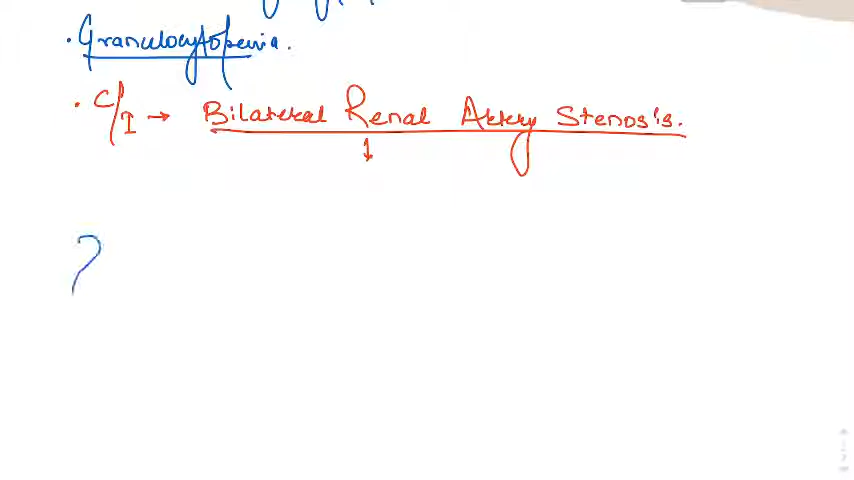 . Granulocytopenia.
. C/I → Bilateral Renal Artery Stenosis.
↓